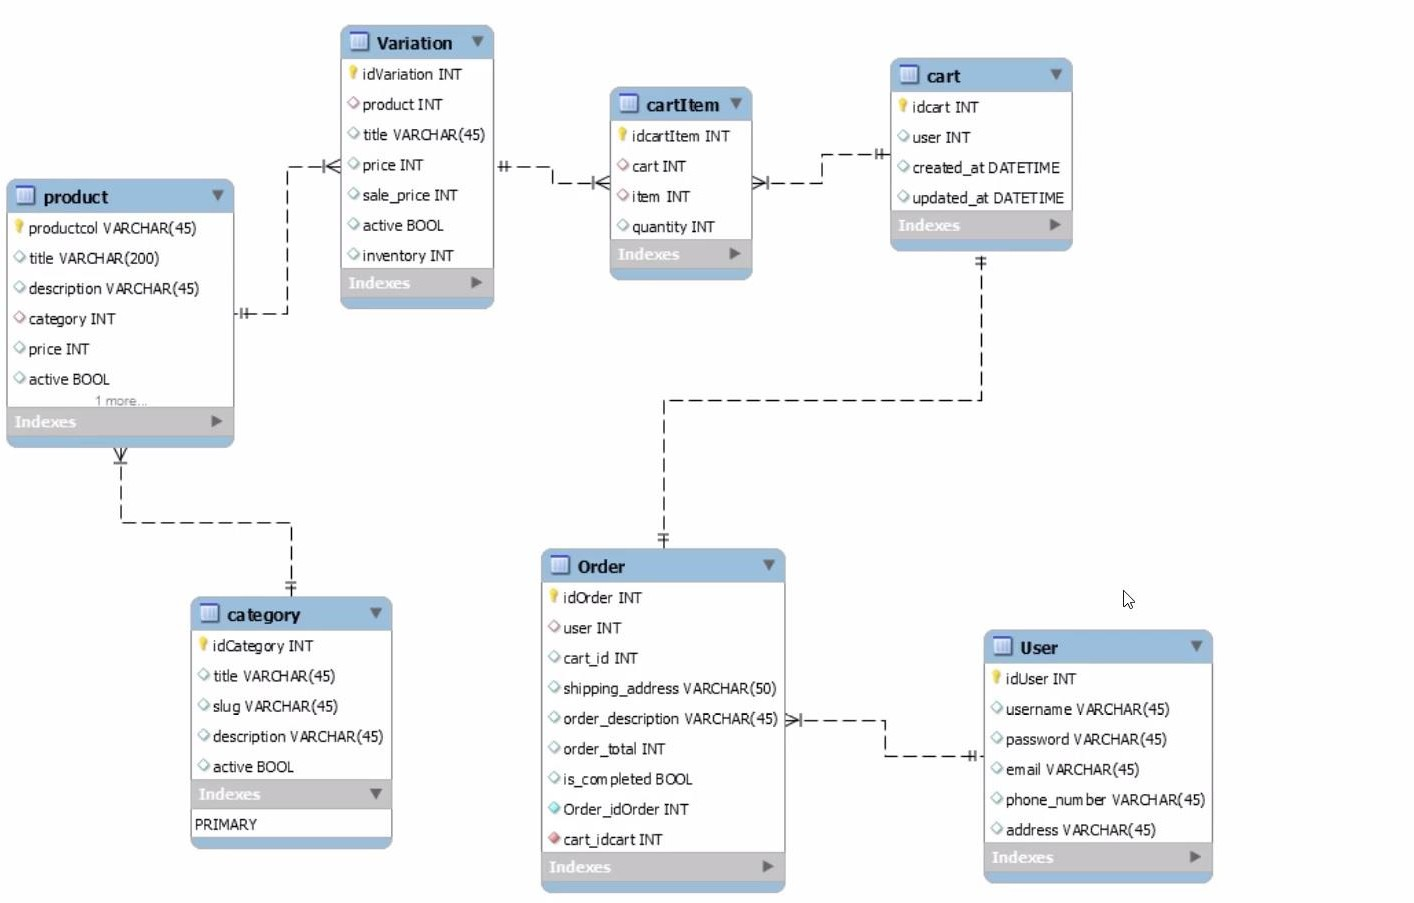 Variation
idVariation INT
product INT
title VARCHAR(45)
price INT
sale_price INT
active BOOL
inventory INT
Indexes
cartItem
idcartItem INT
cart INT
item INT
quantity INT
Indexes
cart
idcart INT
user INT
created_at DATETIME
updated_at DATETIME
Indexes
product
productcol VARCHAR(45)
title VARCHAR(200)
description VARCHAR(45)
category INT
price INT
active BOOL
1 more...
Indexes
category
idCategory INT
title VARCHAR(45)
slug VARCHAR(45)
description VARCHAR(45)
active BOOL
Indexes
PRIMARY
Order
idOrder INT
user INT
cart_id INT
shipping_address VARCHAR(50)
order_description VARCHAR(45)
order_total INT
is_completed BOOL
Order_idOrder INT
cart_idcart INT
Indexes
User
idUser INT
username VARCHAR(45)
password VARCHAR(45)
email VARCHAR(45)
phone_number VARCHAR(45)
address VARCHAR(45)
Indexes